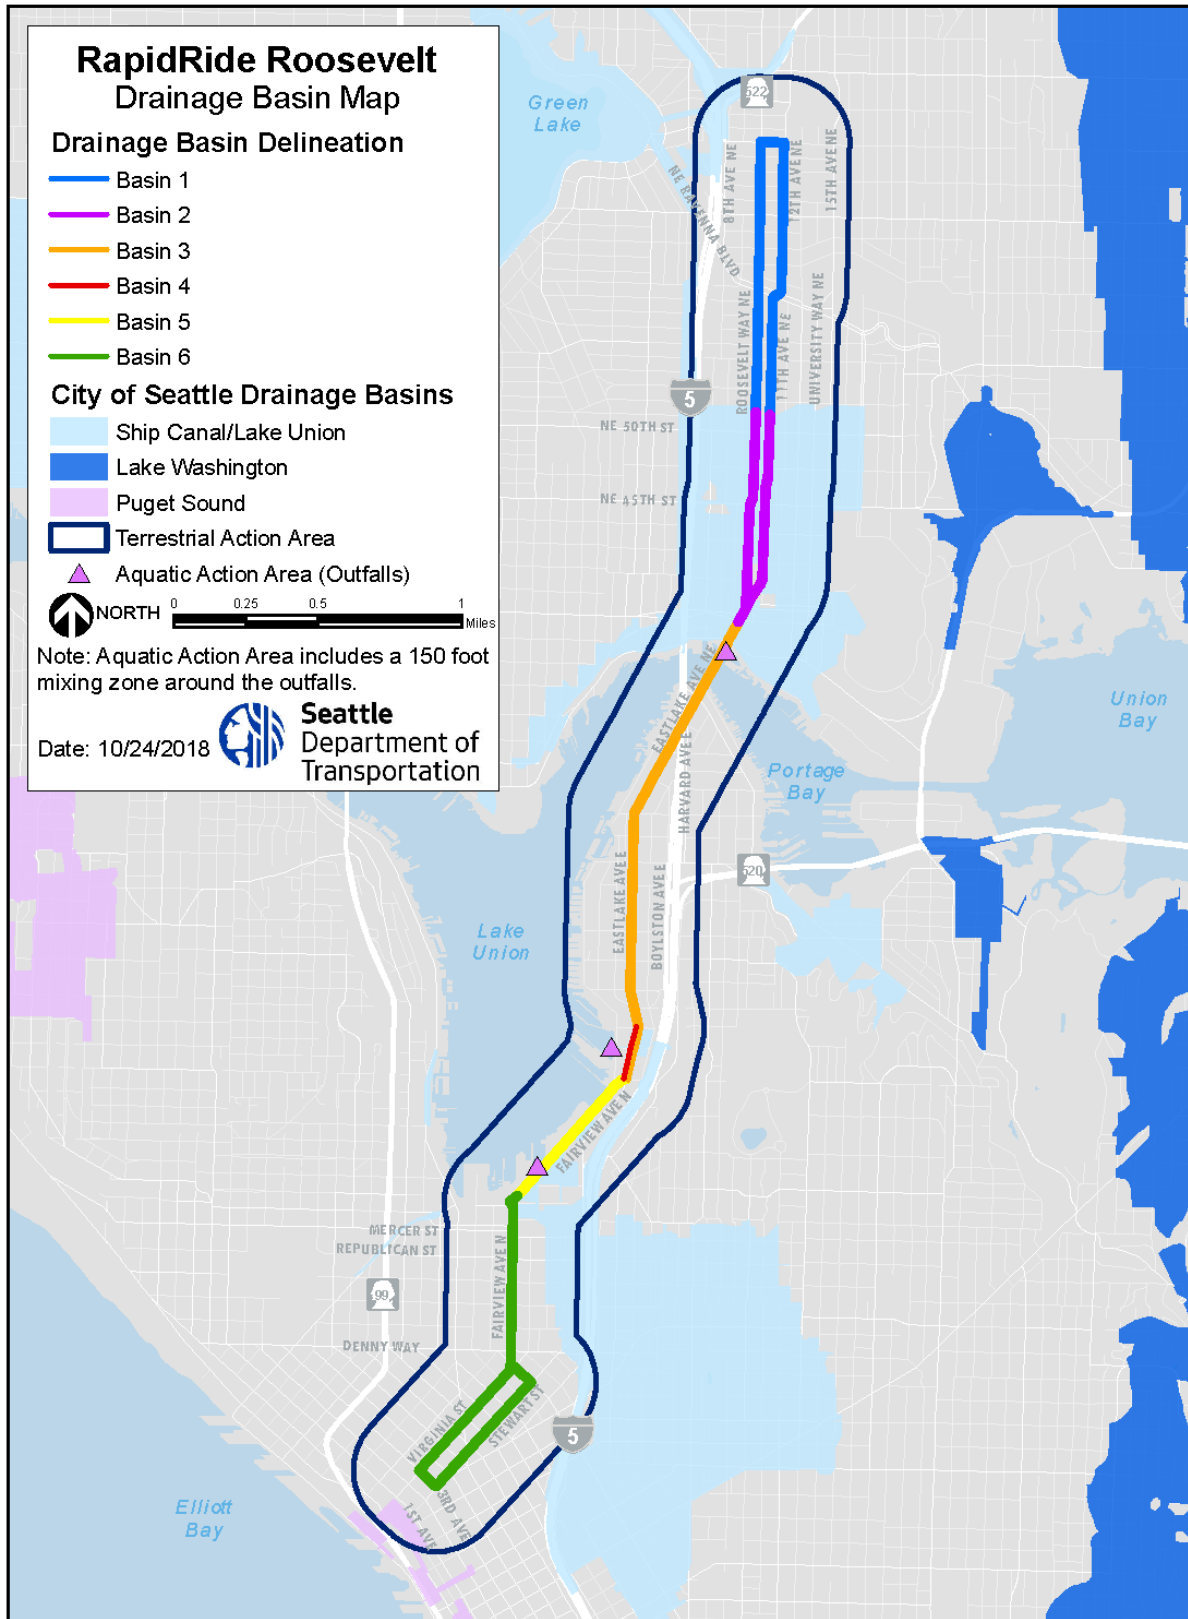 RapidRide Roosevelt
Drainage Basin Map
Drainage Basin Delineation
Basin 1
Basin 2
Basin 3
Basin 4
Basin 5
Basin 6
City of Seattle Drainage Basins
Ship Canal/Lake Union
Lake Washington
Puget Sound
Terrestrial Action Area
Aquatic Action Area (Outfalls)
NORTH
0 0.25 0.5 1
Miles
Note: Aquatic Action Area includes a 150 foot
mixing zone around the outfalls.
Date: 10/24/2018
Seattle
Department of
Transportation
Green
Lake
522
8TH AVE NE
12TH AVE NE
15TH AVE NE
NE RAVENNA BLVD
ROOSEVELT WAY NE
11TH AVE NE
UNIVERSITY WAY NE
5
NE 50TH ST
NE 45TH ST
EASTLAKE AVE NE
HARVARD AVE E
Union
Bay
Portage
Bay
520
EASTLAKE AVE E
BOYLSTON AVE E
Lake
Union
FAIRVIEW AVE N
MERCER ST
REPUBLICAN ST
FAIRVIEW AVE N
99
DENNY WAY
VIRGINIA ST
STEWART ST
5
3RD AVE
1ST AVE
Elliott
Bay